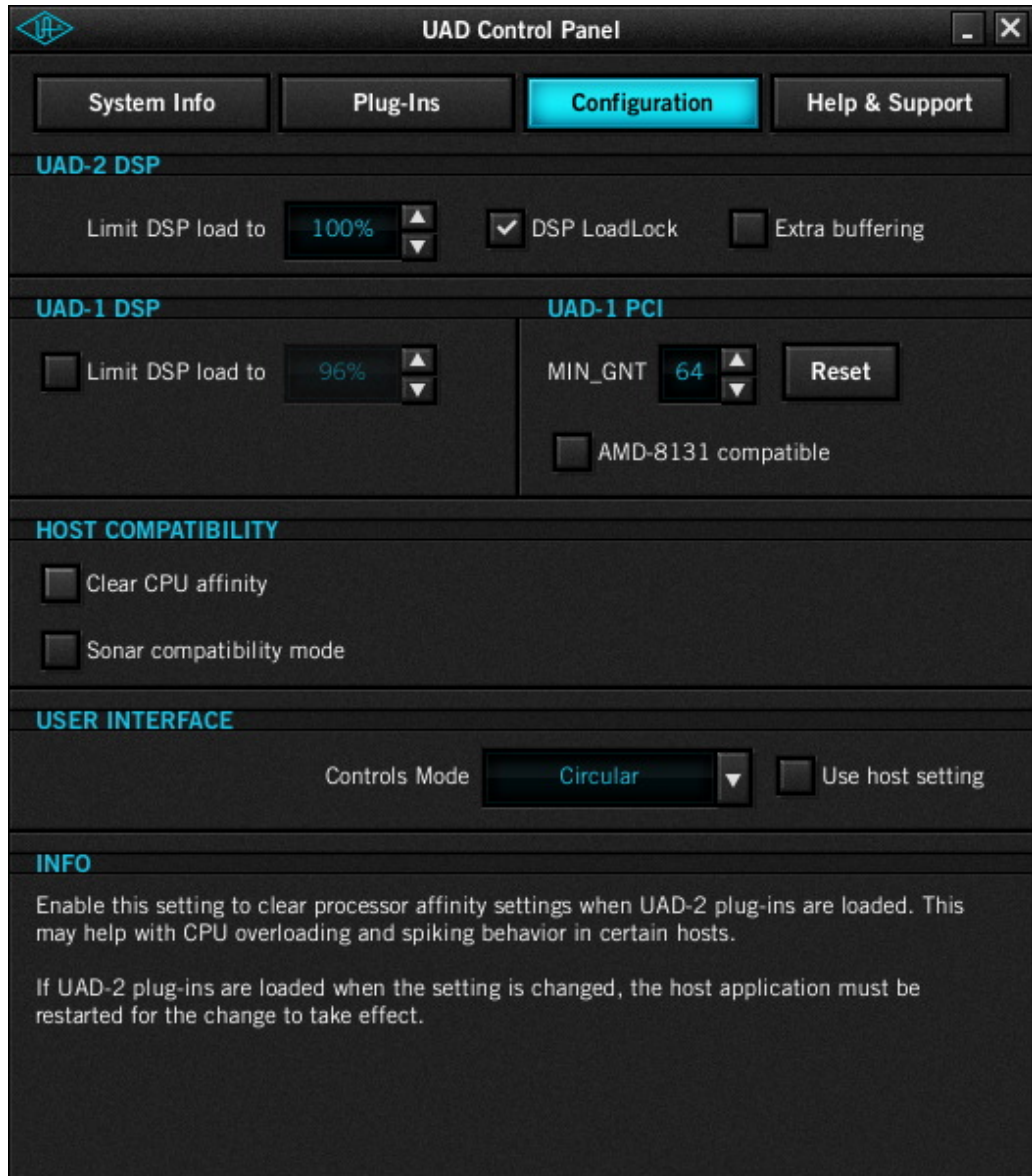 UAD Control Panel
System Info
Plug-Ins
Configuration
Help & Support
UAD-2 DSP
Limit DSP load to 100% DSP LoadLock Extra buffering
UAD-1 DSP
Limit DSP load to 96%
UAD-1 PCI
MIN_GNT 64 Reset
AMD-8131 compatible
HOST COMPATIBILITY
Clear CPU affinity
Sonar compatibility mode
USER INTERFACE
Controls Mode Circular Use host setting
INFO
Enable this setting to clear processor affinity settings when UAD-2 plug-ins are loaded. This
may help with CPU overloading and spiking behavior in certain hosts.
If UAD-2 plug-ins are loaded when the setting is changed, the host application must be
restarted for the change to take effect.